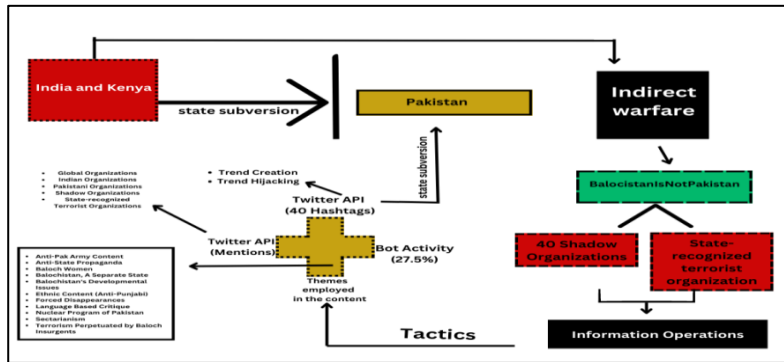 India and Kenya
state subversion
Pakistan
Indirect
warfare
• Global Organizations
• Indian Organizations
• Pakistani Organizations
• Shadow Organizations
• State-recognized
Terrorist Organizations
• Trend Creation
• Trend Hijacking
state subversion
Twitter API
(40 Hashtags)
BalocistanIsNotPakistan
Twitter API
(Mentions)
Bot Activity
(27.5%)
Themes
employed
in the content
40 Shadow
Organizations
State-
recognized
terrorist
organization
• Anti-Pak Army Content
• Anti-State Propaganda
• Baloch Women
• Balochistan, A Separate State
• Balochistan's Developmental
Issues
• Ethnic Content (Anti-Punjabi)
• Forced Disappearances
• Language Based Critique
• Nuclear Program of Pakistan
• Sectarianism
• Terrorism Perpetuated by Baloch
Insurgents
Tactics
Information Operations